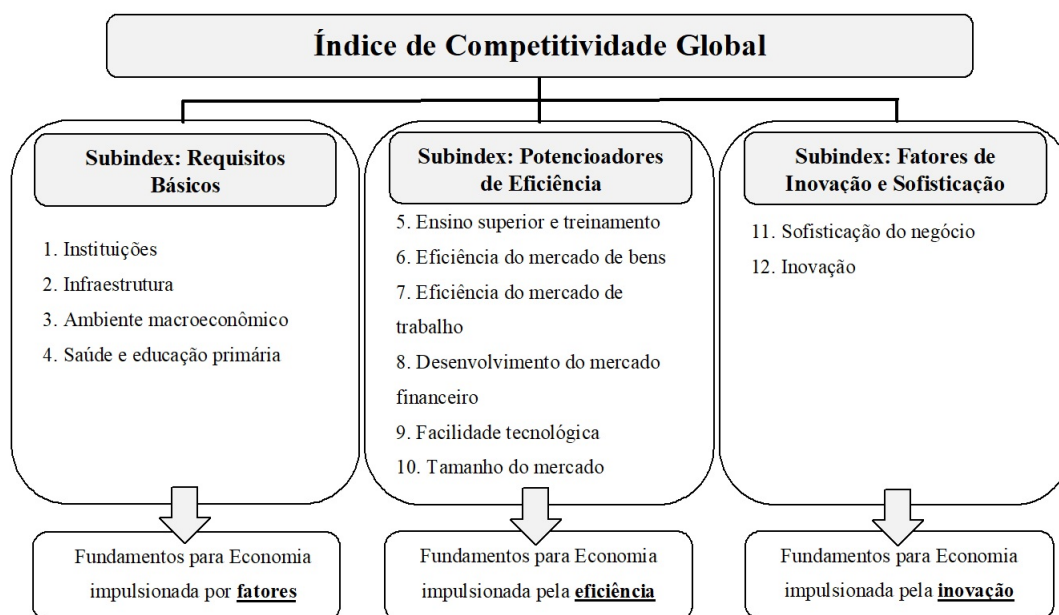 Índice de Competitividade Global
Subindex: Requisitos
Básicos
1. Instituições
2. Infraestrutura
3. Ambiente macroeconômico
4. Saúde e educação primária
Fundamentos para Economia
impulsionada por fatores
Subindex: Potencioadores
de Eficiência
5. Ensino superior e treinamento
6. Eficiência do mercado de bens
7. Eficiência do mercado de
trabalho
8. Desenvolvimento do mercado
financeiro
9. Facilidade tecnológica
10. Tamanho do mercado
Fundamentos para Economia
impulsionada pela eficiência
Subindex: Fatores de
Inovação e Sofisticação
11. Sofisticação do negócio
12. Inovação
Fundamentos para Economia
impulsionada pela inovação